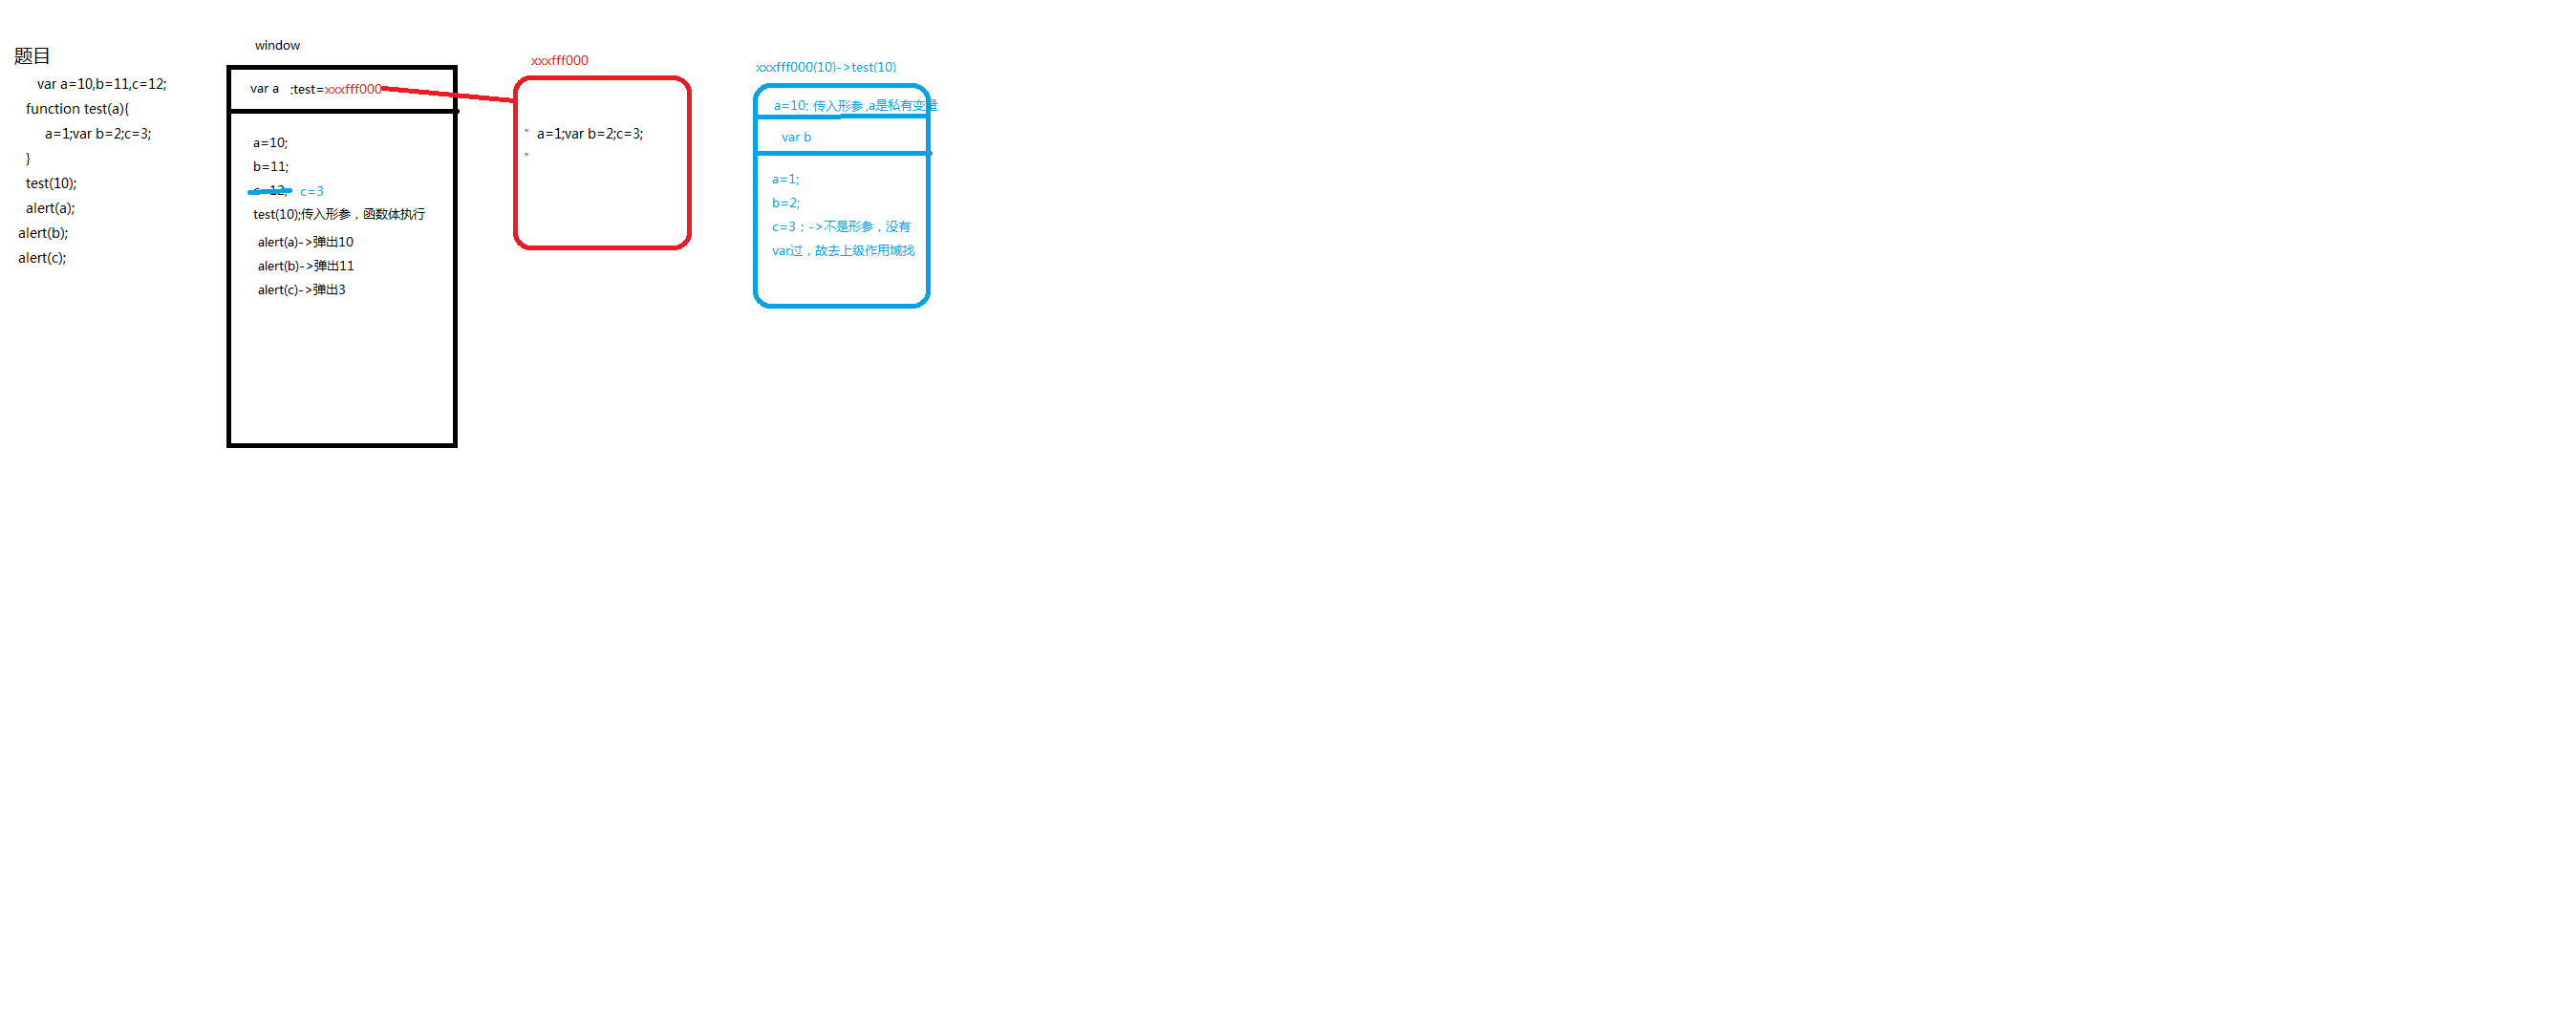 题目
var a=10,b=11,c=12;
function test(a){
a=1;var b=2;c=3;
}
test(10);
alert(a);
alert(b);
alert(c);
window
var a ;test=xxxfff000
a=10;
b=11;
c=12; c=3
test(10);传入形参，函数体执行
alert(a)->弹出10
alert(b)->弹出11
alert(c)->弹出3
xxxfff000
" a=1;var b=2;c=3;
"
xxxfff000(10)->test(10)
a=10; 传入形参,a是私有变量
var b
a=1;
b=2;
c=3；->不是形参，没有
var过，故去上级作用域找